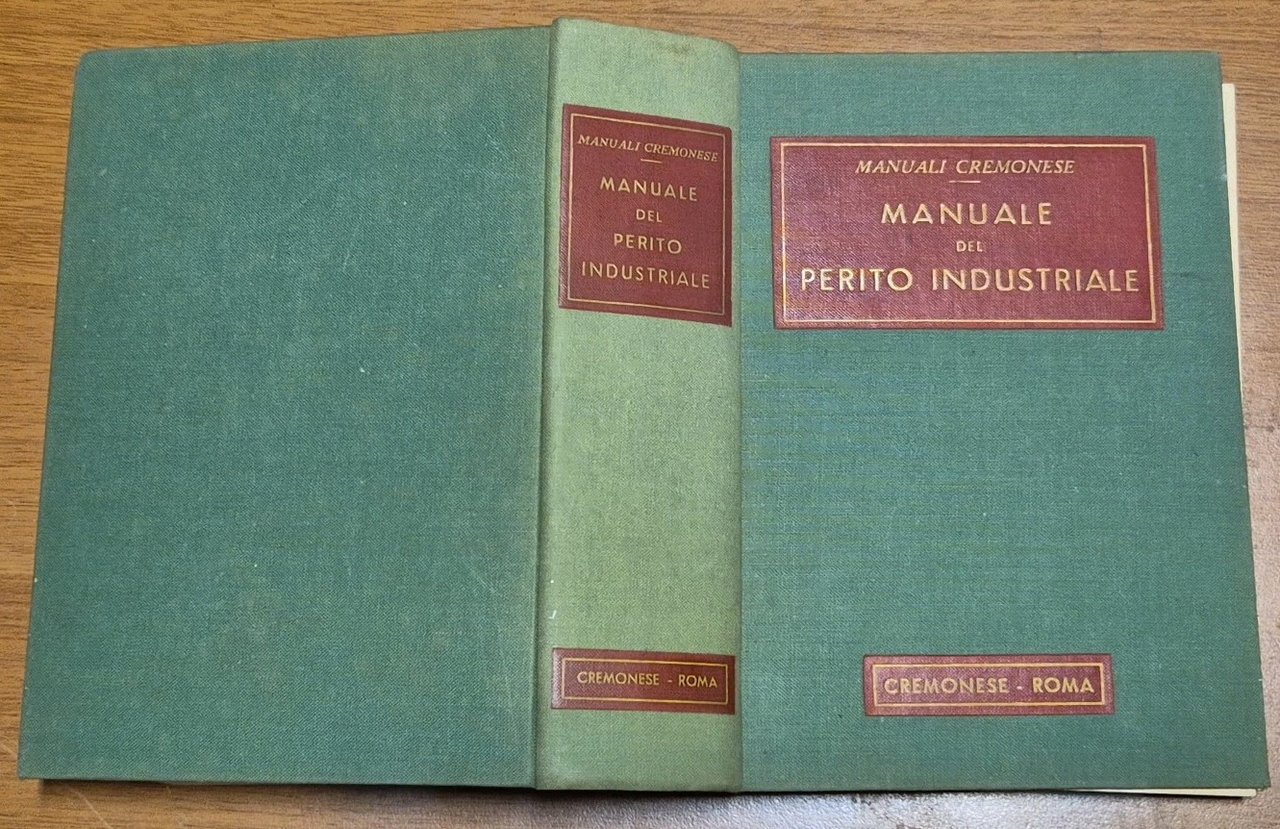 MANUALI CREMONESE
MANUALE
DEL
PERITO
INDUSTRIALE
CREMONESE - ROMA
MANUALI CREMONESE
MANUALE
DEL
PERITO INDUSTRIALE
CREMONESE - ROMA